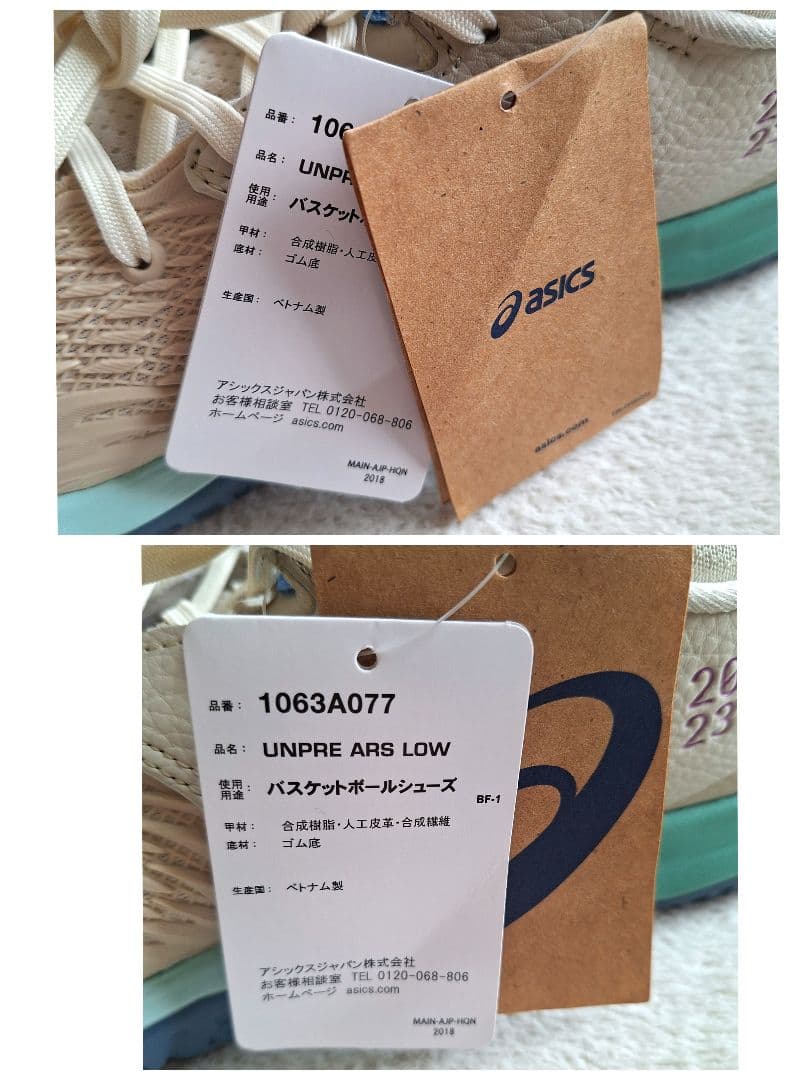 品番： 106
品名： UNPR
使用用途： バスケットボ
甲材： 合成樹脂・人工皮
底材： ゴム底
生産国： ベトナム製
アシックスジャパン株式会社
お客様相談室 TEL 0120-068-806
ホームページ asics.com
MAIN-AJP-HQN
2018
asics
asics.com
2
2
品番： 1063A077
品名： UNPRE ARS LOW
使用用途： バスケットボールシューズ
BF-1
甲材： 合成樹脂・人工皮革・合成繊維
底材： ゴム底
生産国： ベトナム製
アシックスジャパン株式会社
お客様相談室 TEL 0120-068-806
ホームページ asics.com
MAIN-AJP-HQN
2018
20
23